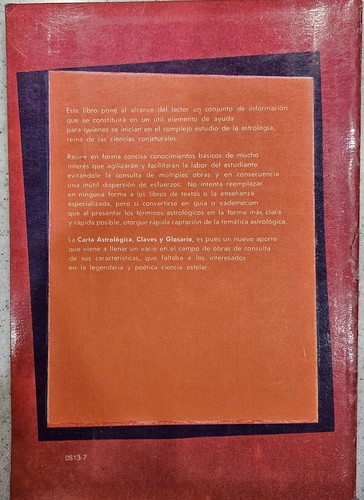 Este libro pone al alcance del lector un conjunto de información
que se constituirá en un útil elemento de ayuda
para quienes se inician en el complejo estudio de la astrología,
reina de las ciencias conjeturales.
Reúne en forma concisa conocimientos básicos de mucho
interés que agilizarán y facilitarán la labor del estudiante
evitándole la consulta de múltiples obras y en consecuencia
una inútil dispersión de esfuerzos. No intenta reemplazar
en ninguna forma a los libros de textos o la enseñanza
especializada, pero si convertirse en guía o vademecum
que al presentar los términos astrológicos en la forma más clara
y rápida posible, otorgue rápida captación de la temática astrológica.
La Carta Astrológica, Claves y Glosario, es pues un nuevo aporte
que viene a llenar un vacío en el campo de obras de consulta
de sus características, que faltaba a los interesados
en la legendaria y poética ciencia estelar.
0513-7